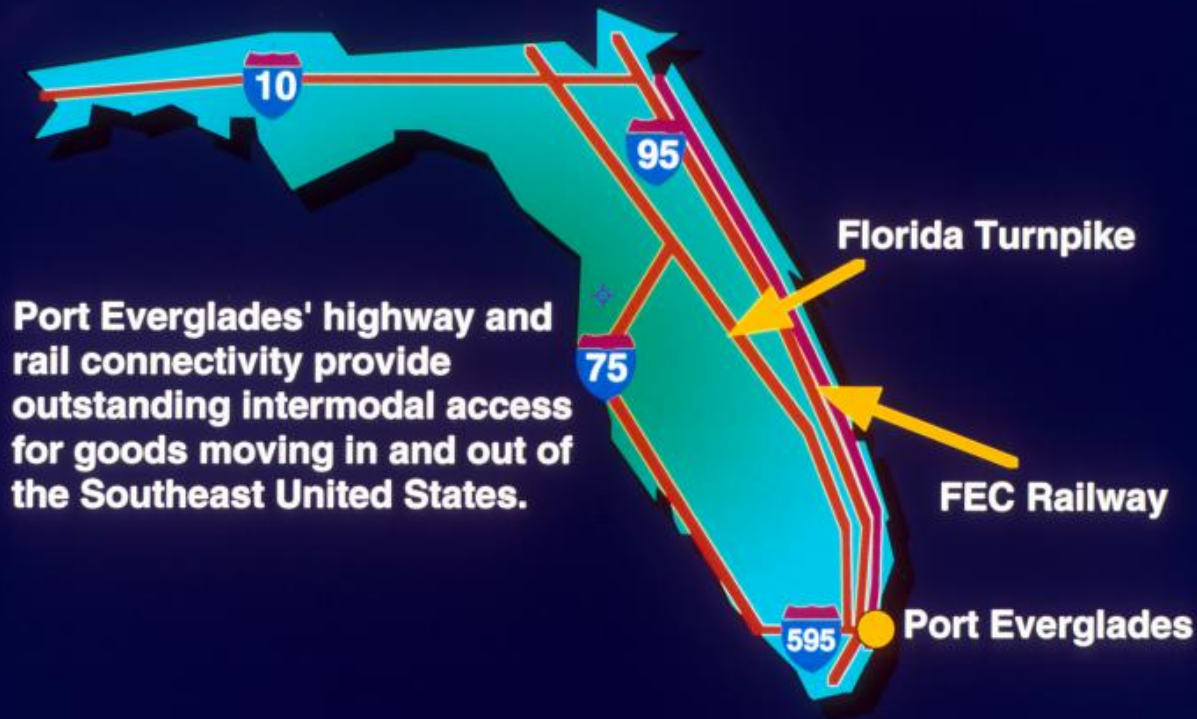 10
95
Florida Turnpike
Port Everglades' highway and
rail connectivity provide
outstanding intermodal access
for goods moving in and out of
the Southeast United States.
75
FEC Railway
595
Port Everglades